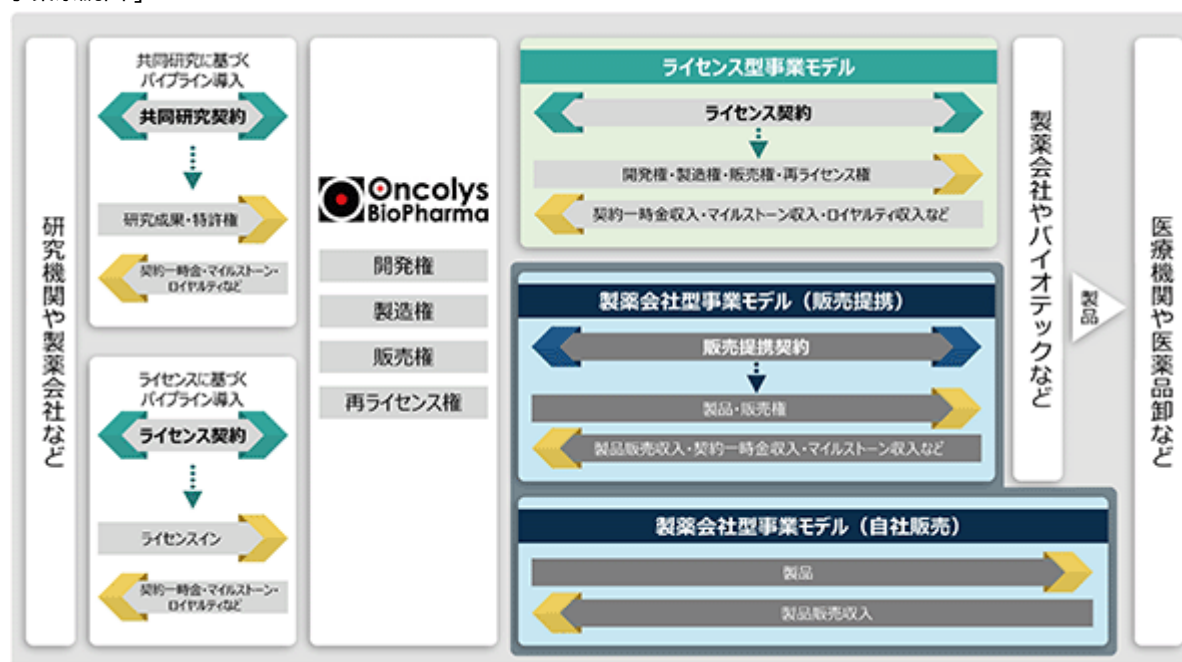 研究機関や製薬会社など
共同研究に基づく
パイプライン導入
共同研究契約
研究成果・特許権
契約一時金・マイルストーン・
ロイヤルティなど
ライセンスに基づく
パイプライン導入
ライセンス契約
ライセンスイン
契約一時金・マイルストーン・
ロイヤルティなど
Oncolys
BioPharma
開発権
製造権
販売権
再ライセンス権
ライセンス型事業モデル
ライセンス契約
開発権・製造権・販売権・再ライセンス権
契約一時金収入・マイルストーン収入・ロイヤルティ収入など
製薬会社型事業モデル（販売提携）
販売提携契約
製品・販売権
製品販売収入・契約一時金収入・マイルストーン収入など
製薬会社型事業モデル（自社販売）
製品
製品販売収入
製薬会社やバイオテックなど
製品
医療機関や医薬品卸など